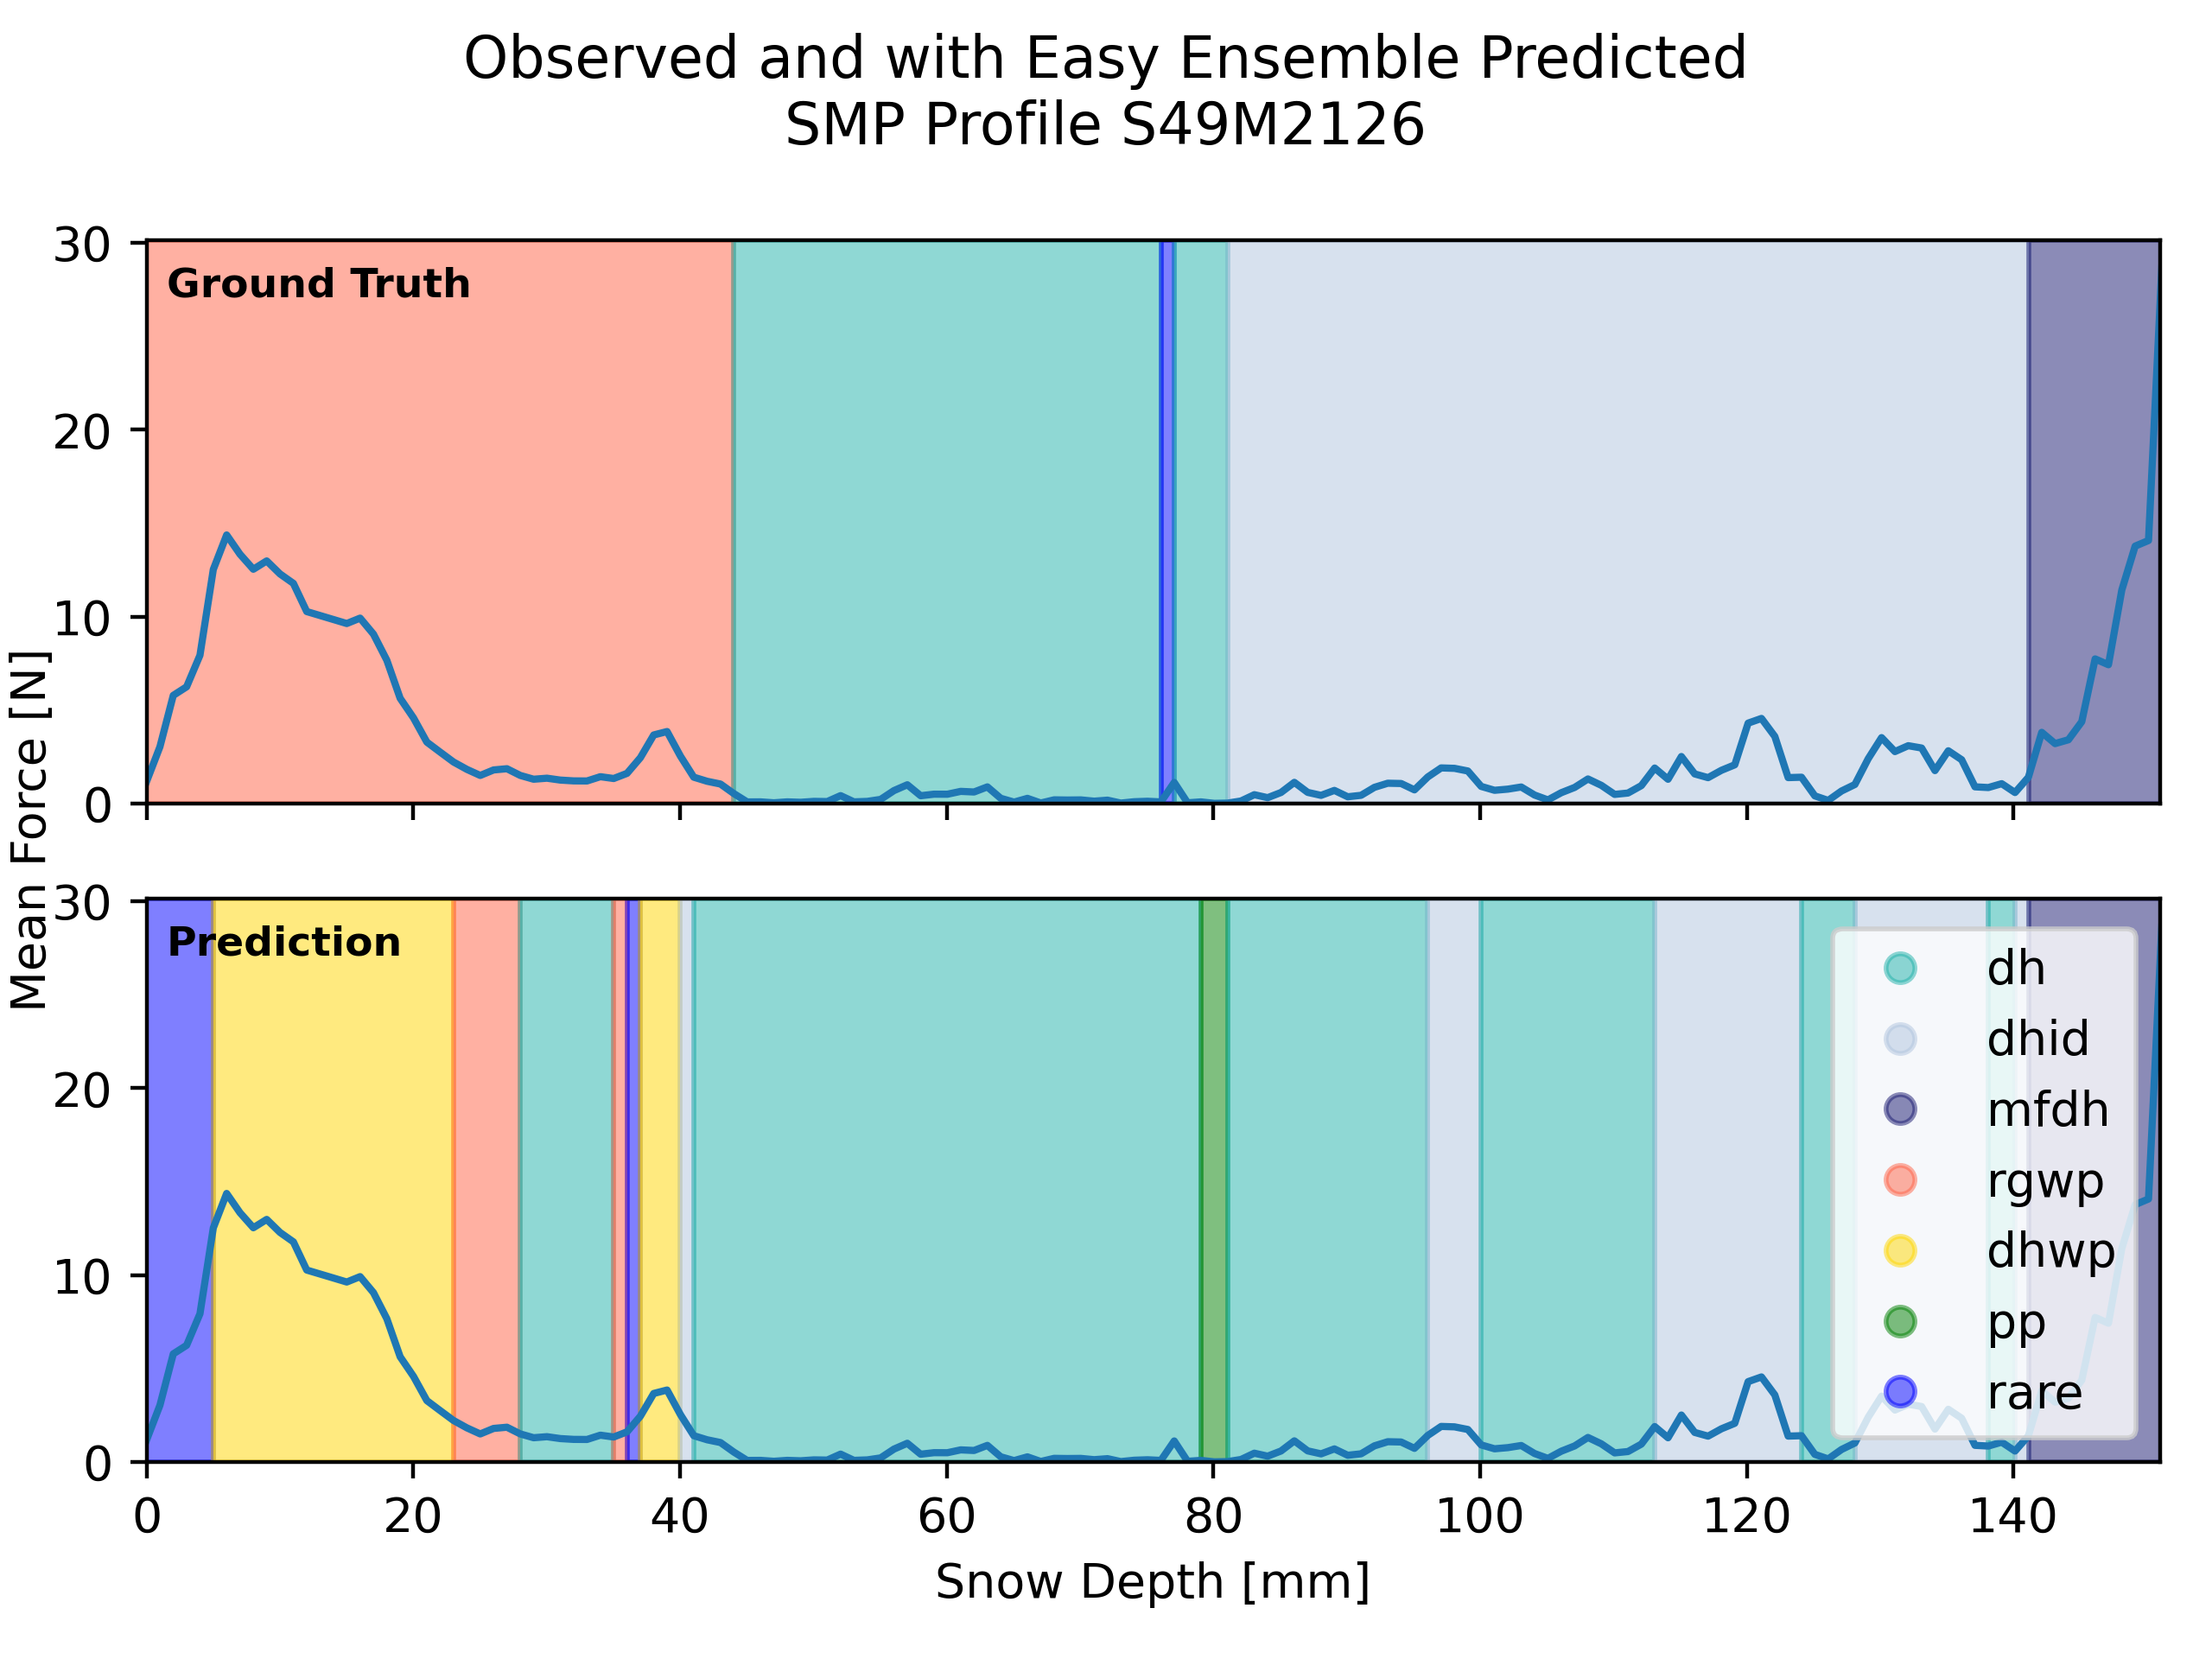 Observed and with Easy Ensemble Predicted
SMP Profile S49M2126
Mean Force [N]
30
20
10
0
Ground Truth
30
20
10
0
Prediction
dh
dhid
mfdh
rgwp
dhwp
pp
rare
0 20 40 60 80 100 120 140
Snow Depth [mm]